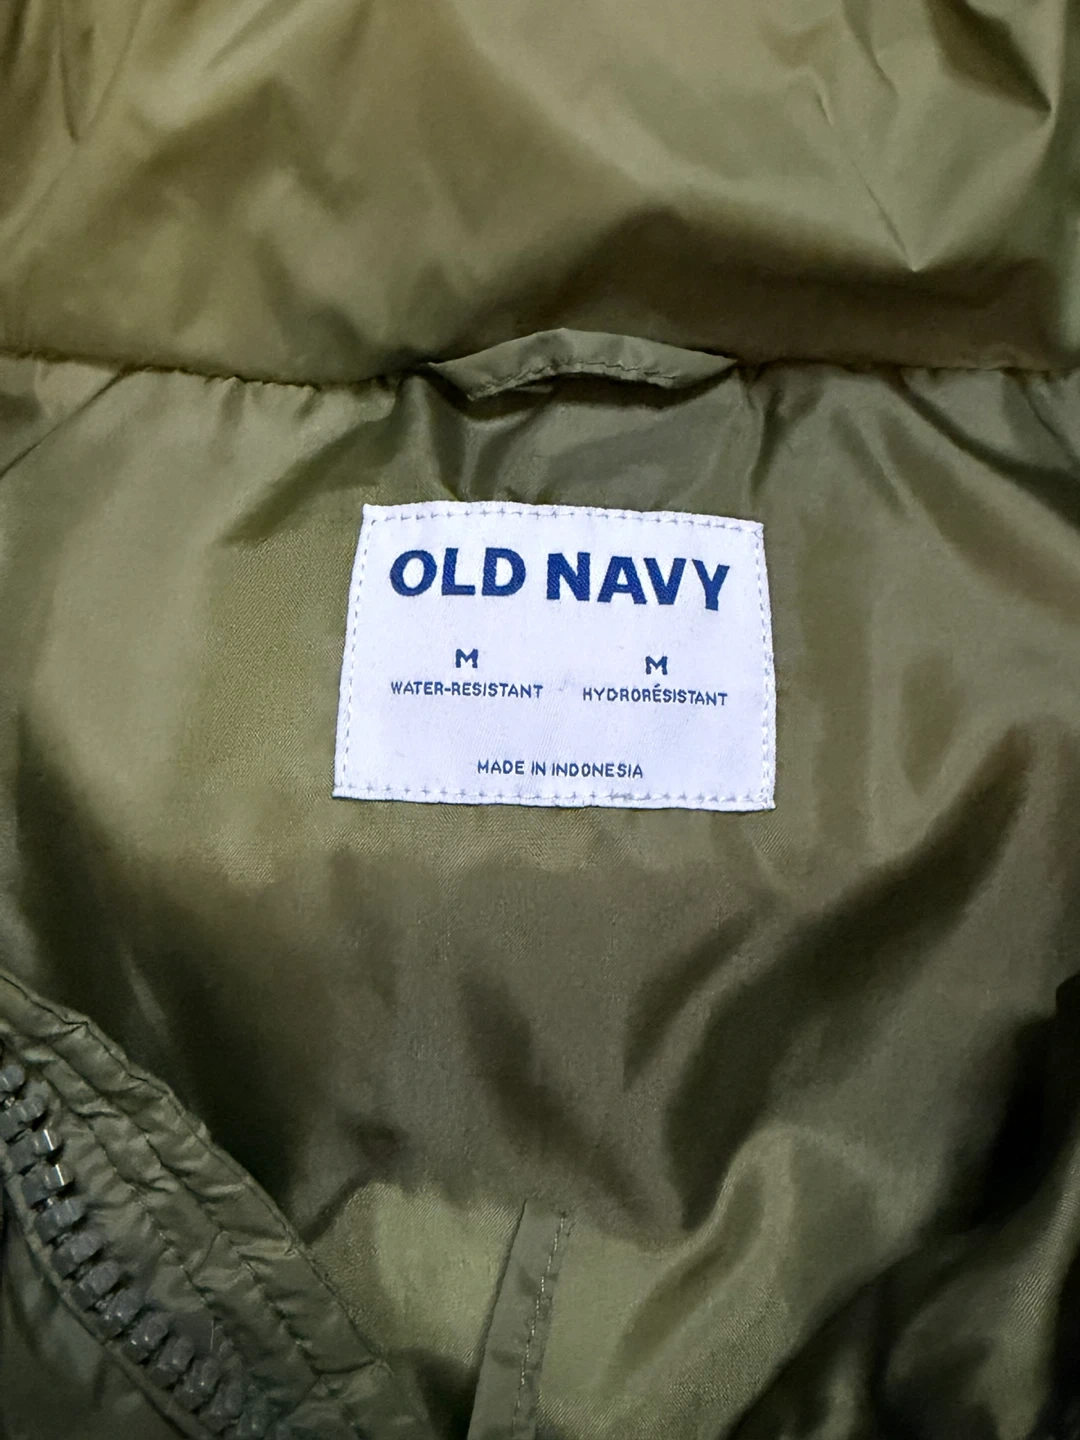 OLD NAVY
M M
WATER-RESISTANT HYDRORÉSISTANT
MADE IN INDONESIA